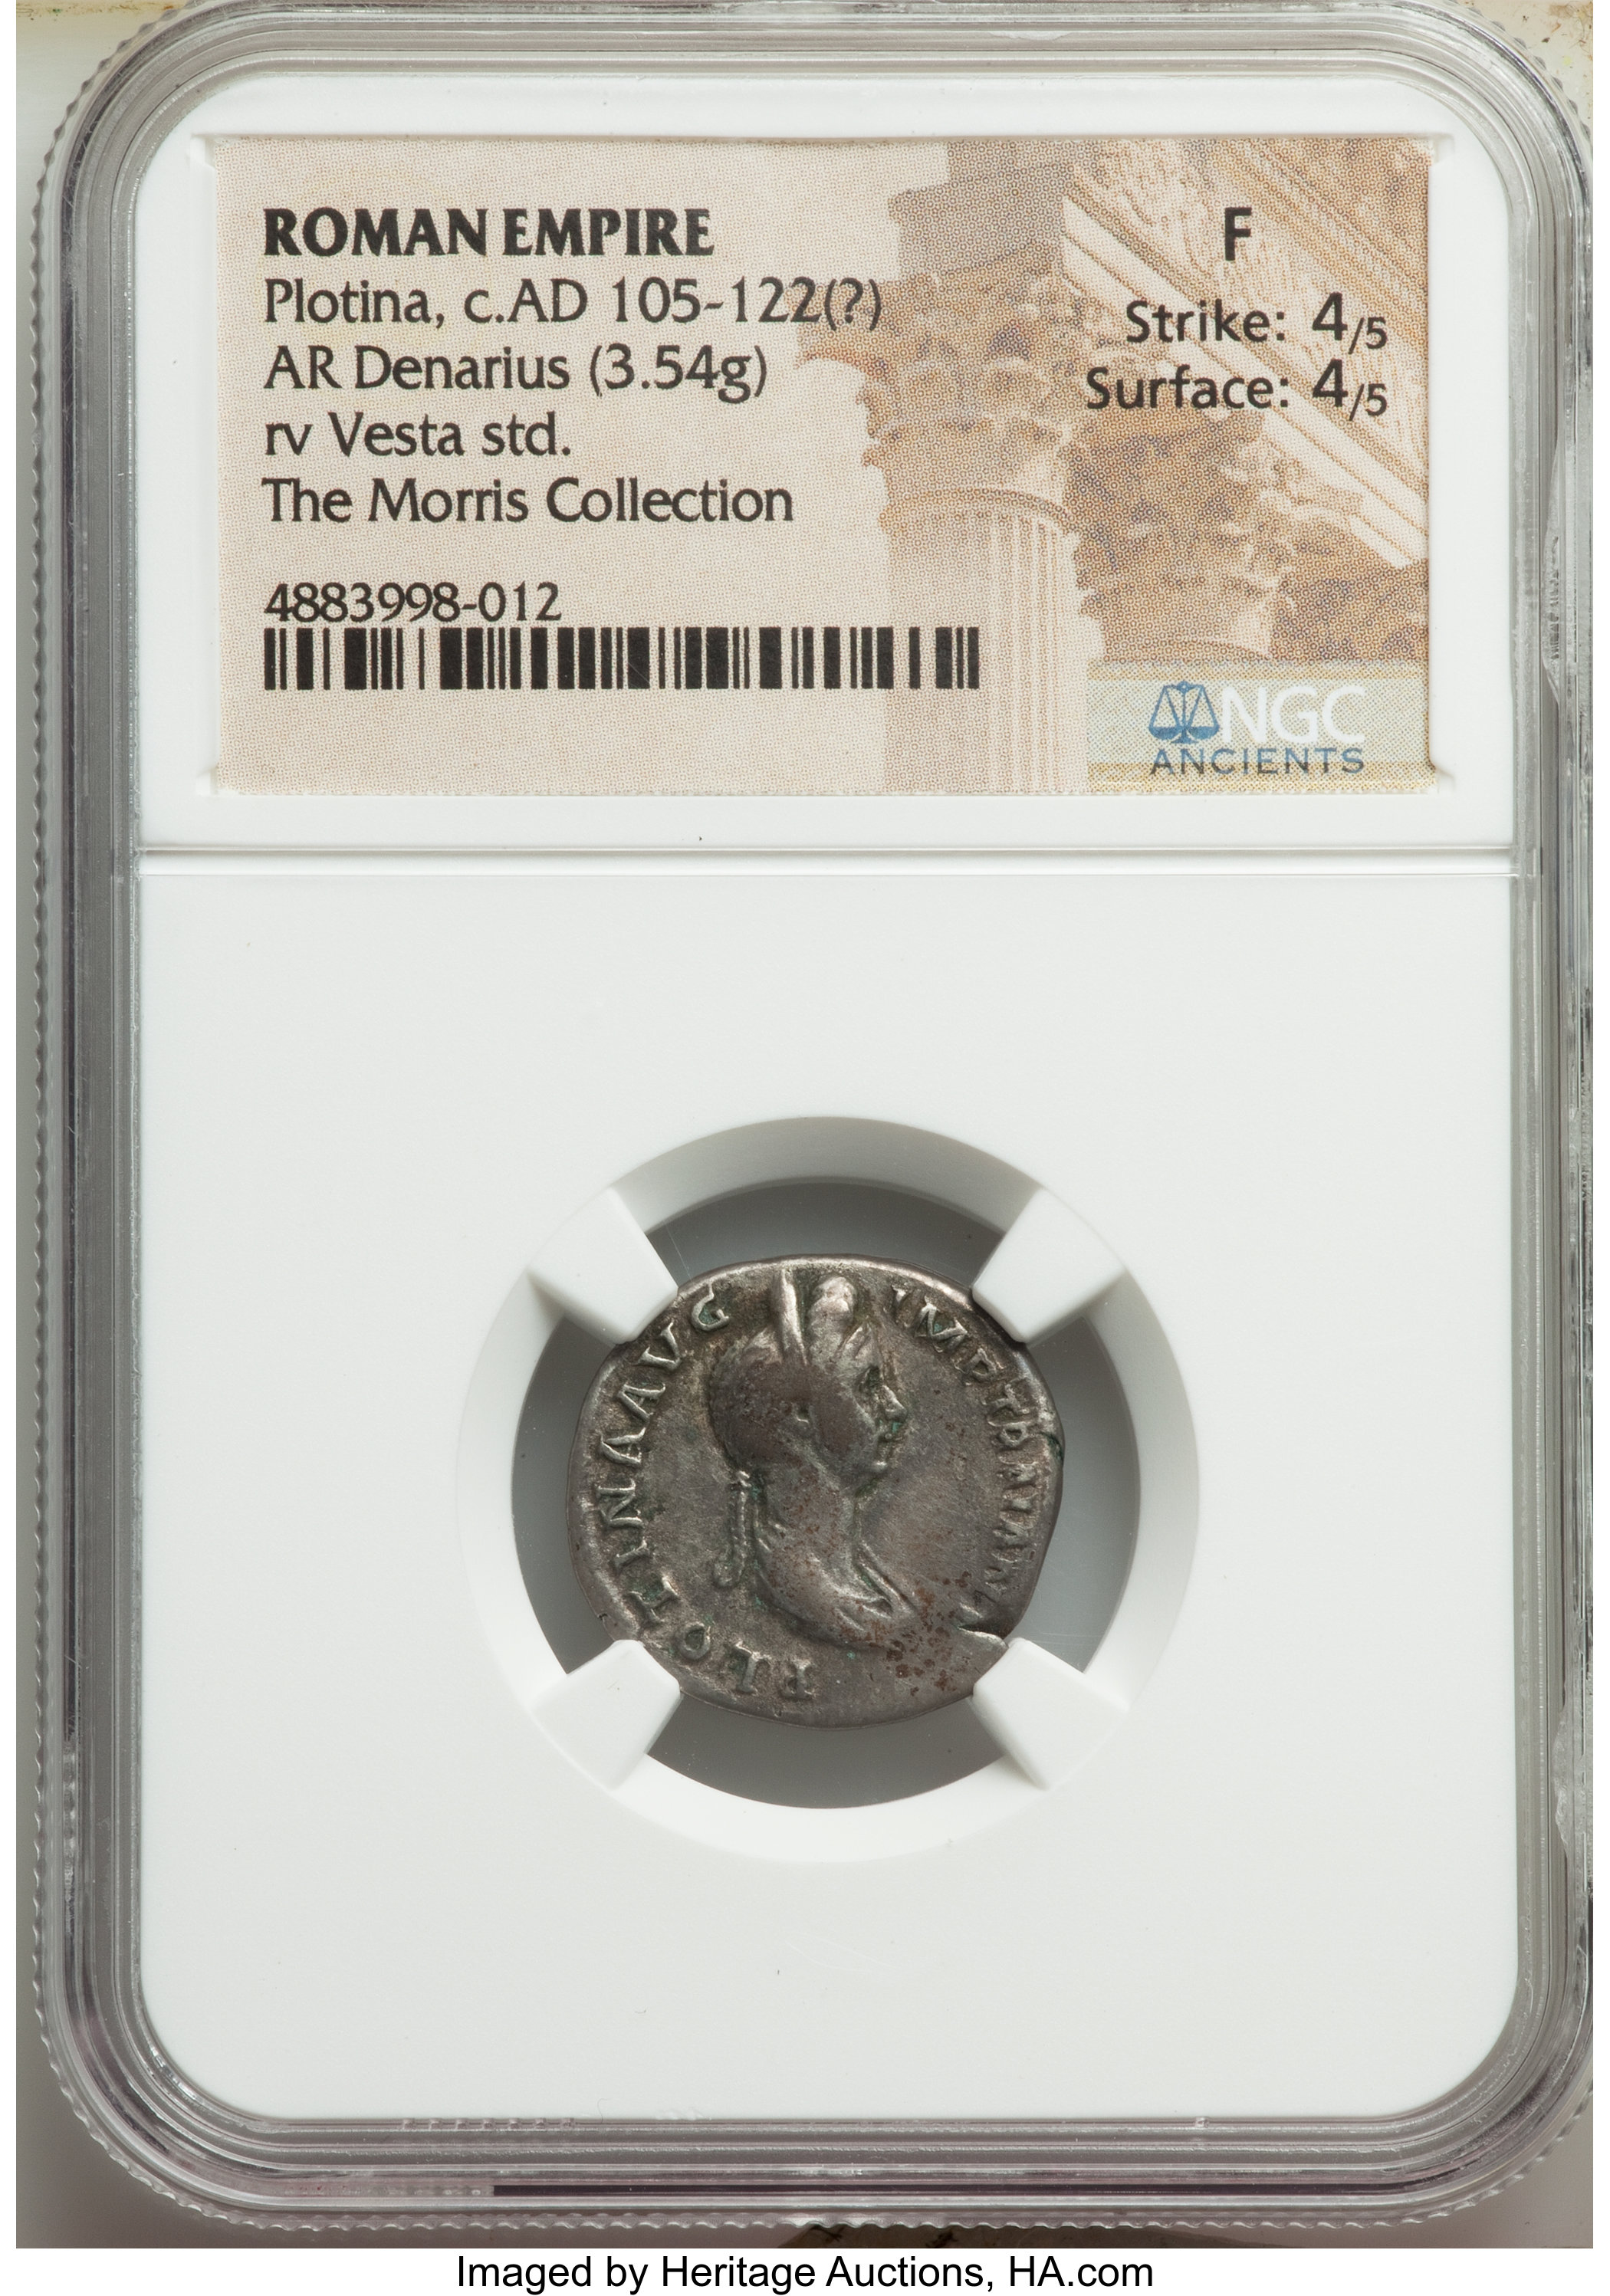 ROMAN EMPIRE
Plotina, c.AD 105-122(?)
AR Denarius (3.54g)
rv Vesta std.
The Morris Collection
4883998-012
F
Strike: 4/5
Surface: 4/5
NGC
ANCIENTS
PLOTINA AVG IMP
Imaged by Heritage Auctions, HA.com